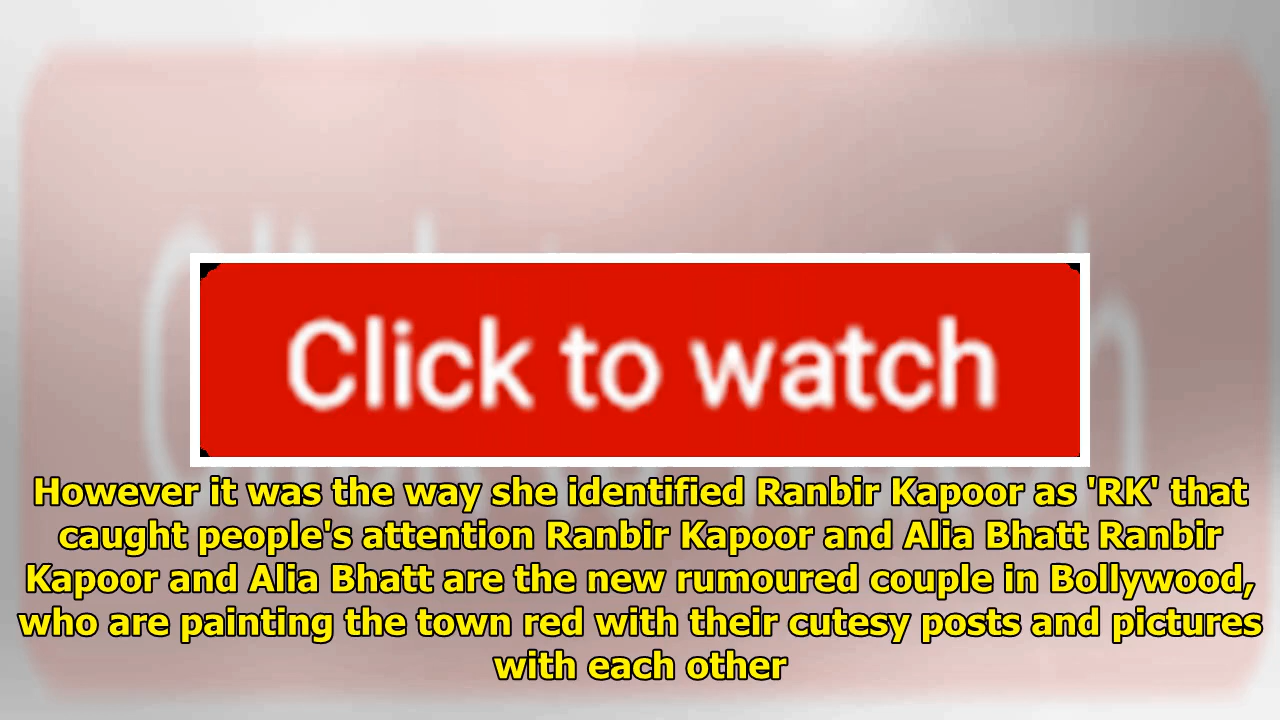 Click to watch
However it was the way she identified Ranbir Kapoor as 'RK' that
caught people's attention Ranbir Kapoor and Alia Bhatt Ranbir
Kapoor and Alia Bhatt are the new rumoured couple in Bollywood,
who are painting the town red with their cutesy posts and pictures
with each other